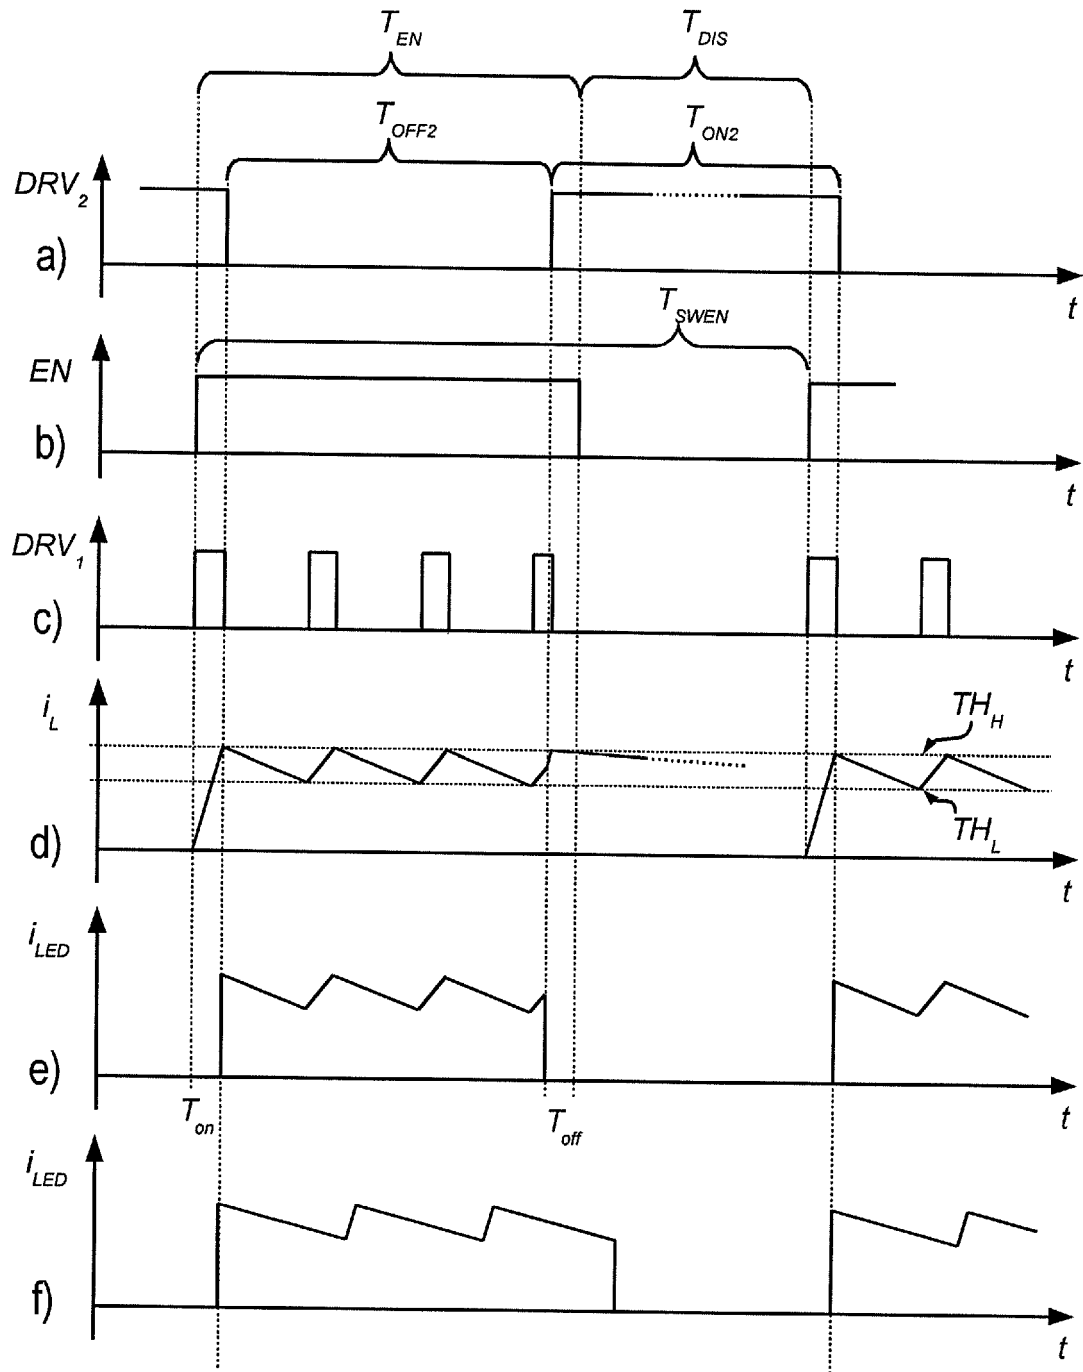 T_EN T_DIS
T_OFF2 T_ON2
DRV_2
a)
t
T_SWEN
EN
b)
t
DRV_1
c)
t
i_L
TH_H
TH_L
d)
t
i_LED
e)
T_on T_off
t
i_LED
f)
t